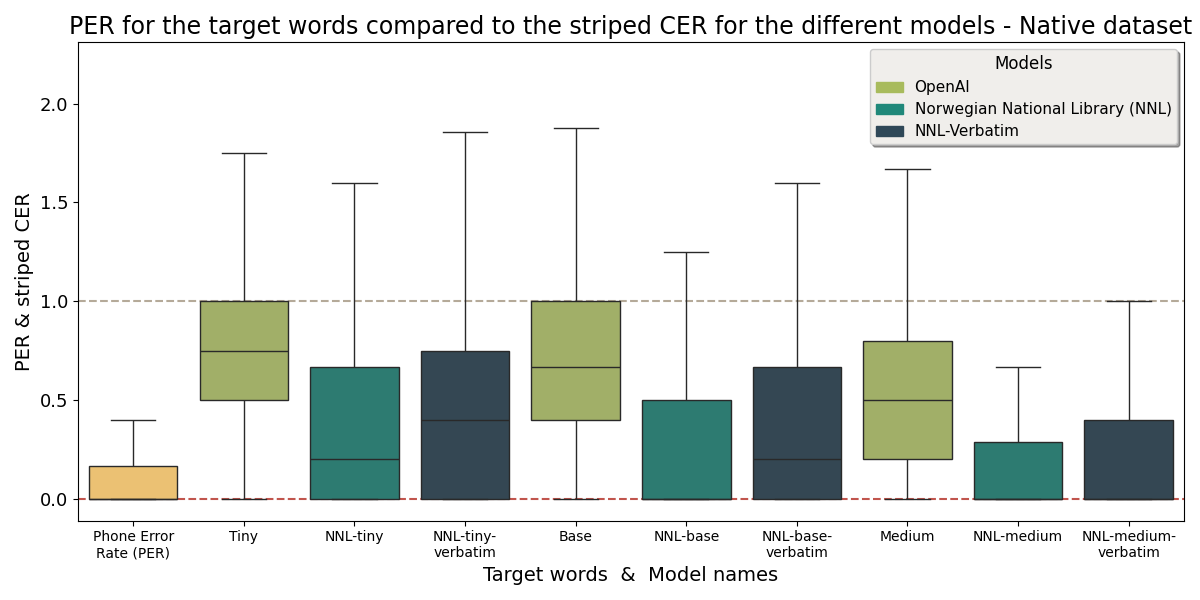 PER for the target words compared to the striped CER for the different models - Native dataset
Models
OpenAI
Norwegian National Library (NNL)
NNL-Verbatim
PER & striped CER
2.0
1.5
1.0
0.5
0.0
Phone Error
Rate (PER)
Tiny
NNL-tiny
NNL-tiny-
verbatim
Base
NNL-base
NNL-base-
verbatim
Medium
NNL-medium
NNL-medium-
verbatim
Target words & Model names